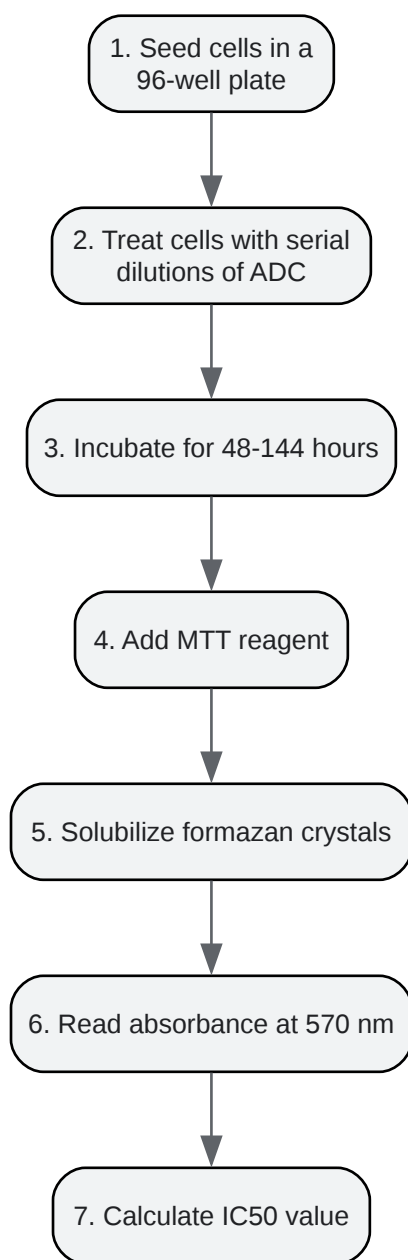 1. Seed cells in a
96-well plate
2. Treat cells with serial
dilutions of ADC
3. Incubate for 48-144 hours
4. Add MTT reagent
5. Solubilize formazan crystals
6. Read absorbance at 570 nm
7. Calculate IC50 value